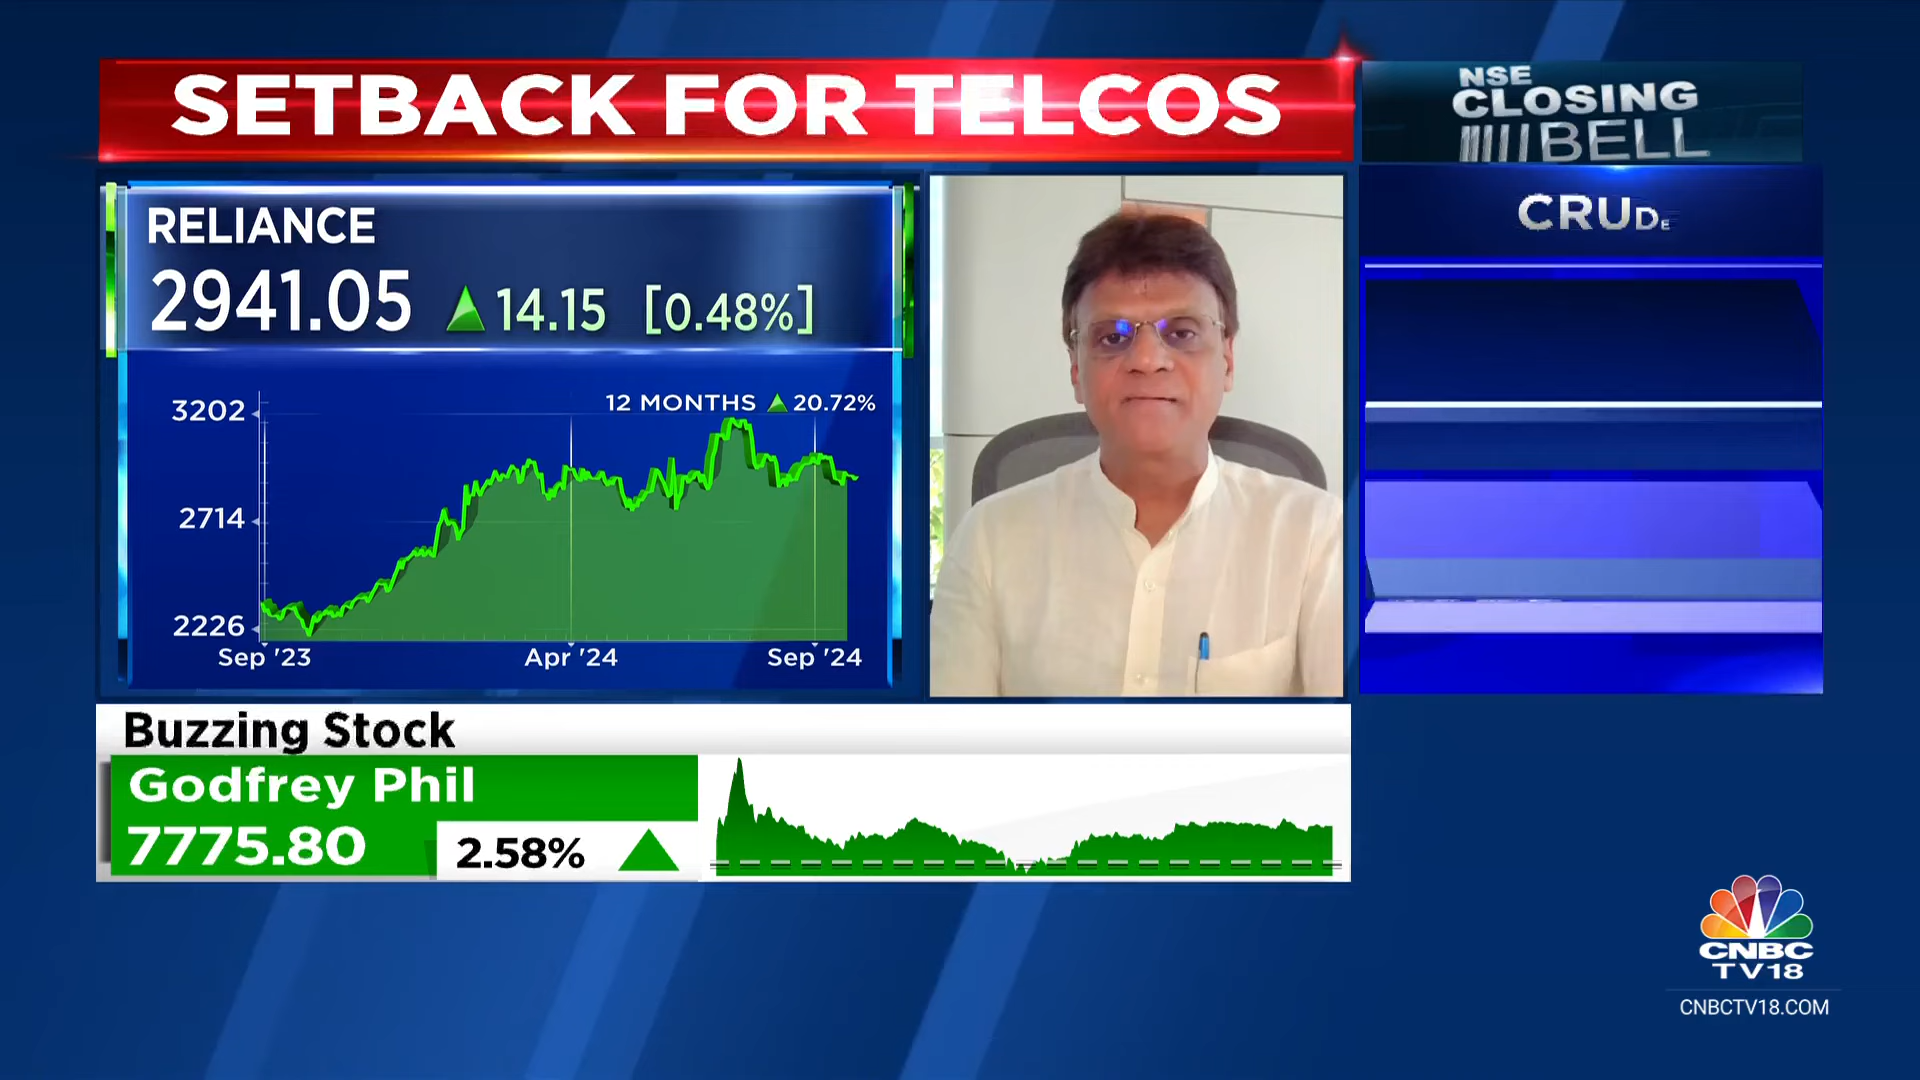 SETBACK FOR TELCOS
NSE
CLOSING
BELL
RELIANCE
2941.05 ▲ 14.15 [0.48%]
12 MONTHS ▲ 20.72%
3202
2714
2226
Sep '23 Apr '24 Sep '24
CRUDE
Buzzing Stock
Godfrey Phil
7775.80
2.58% ▲
CNBC
TV18
CNBCTV18.COM